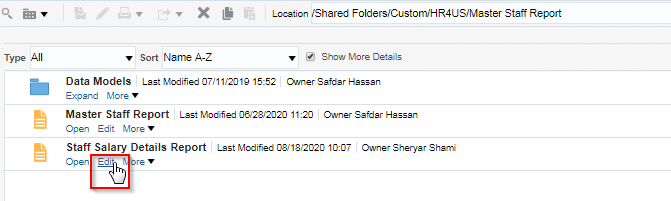 Location /Shared Folders/Custom/HR4US/Master Staff Report
Type All Sort Name A-Z Show More Details
Data Models Last Modified 07/11/2019 15:52 Owner Safdar Hassan
Expand More
Master Staff Report Last Modified 06/28/2020 11:20 Owner Safdar Hassan
Open Edit More
Staff Salary Details Report Last Modified 08/18/2020 10:07 Owner Sheryar Shami
Open Edit More